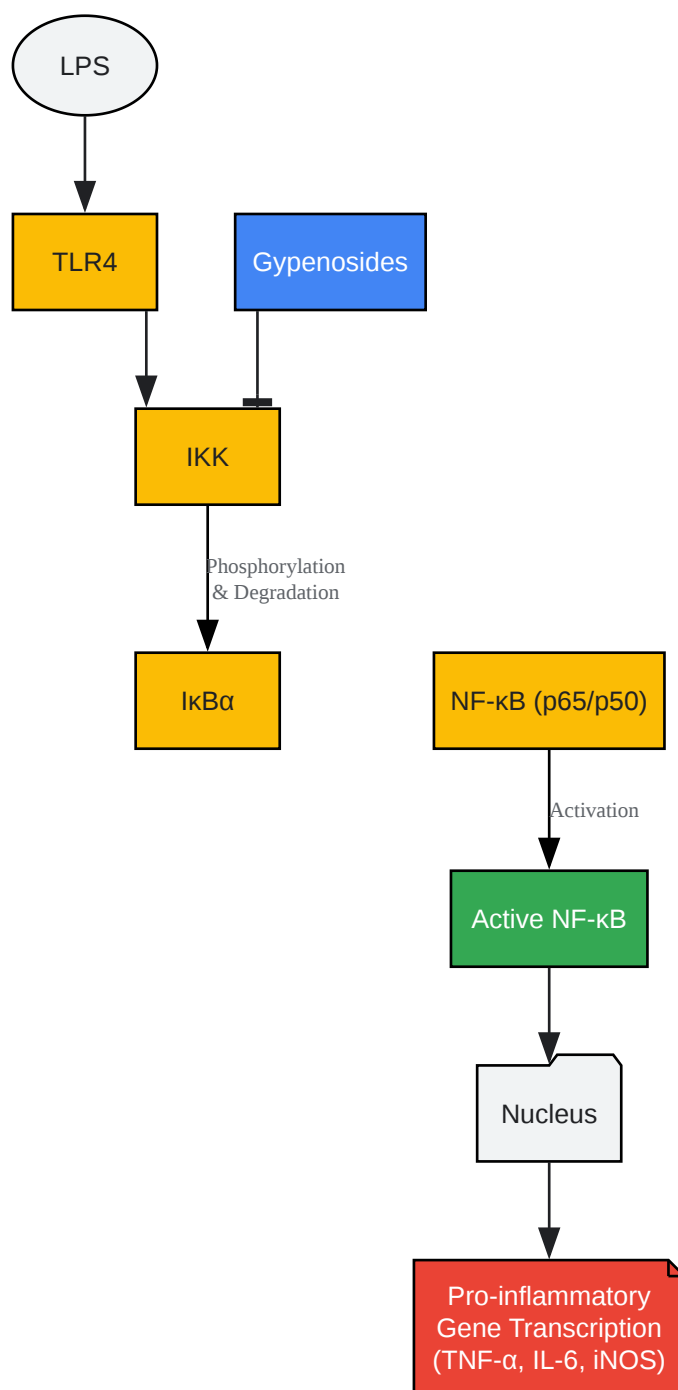 LPS
TLR4
Gypenosides
IKK
Phosphorylation
& Degradation
IκBα
NF-κB (p65/p50)
Activation
Active NF-κB
Nucleus
Pro-inflammatory
Gene Transcription
(TNF-α, IL-6, iNOS)